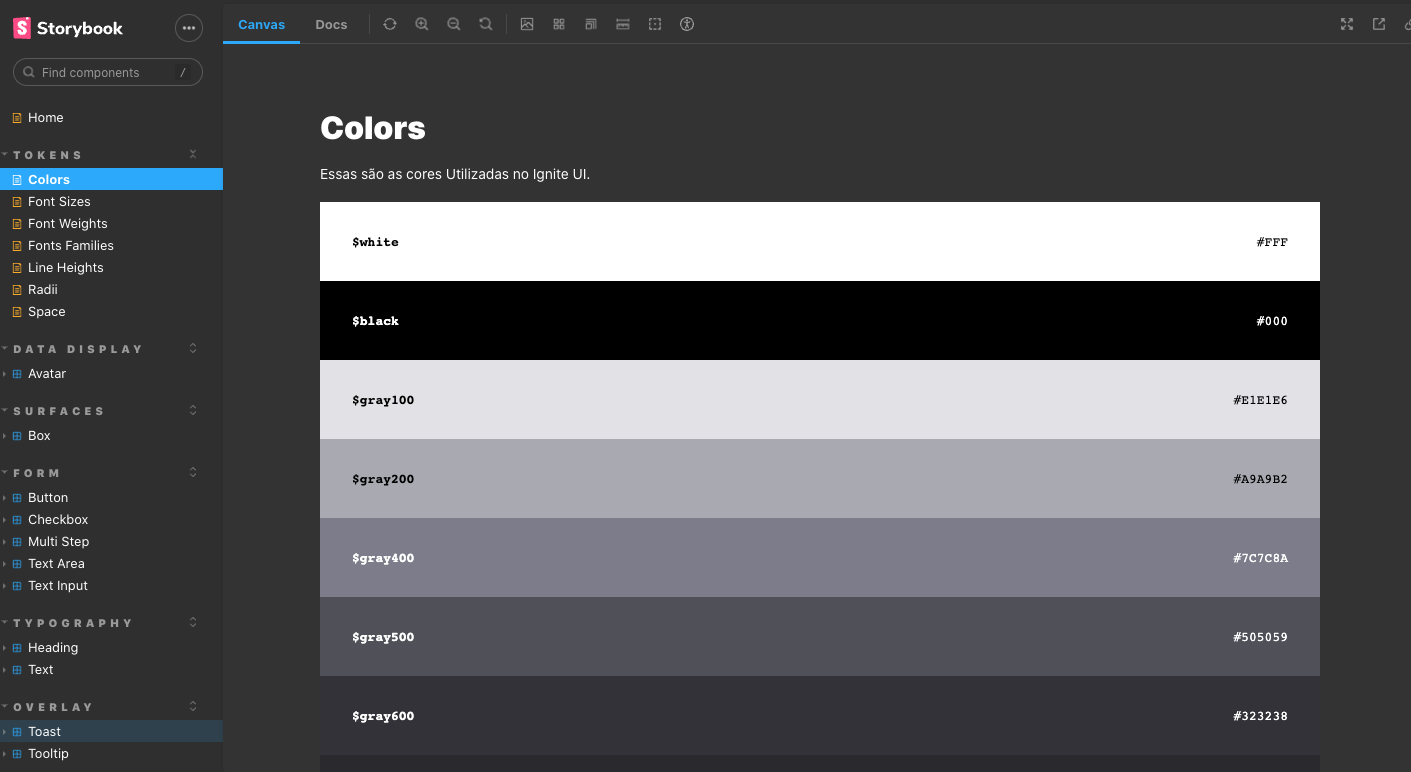 Storybook
Find components /
Home
TOKENS
Colors
Font Sizes
Font Weights
Fonts Families
Line Heights
Radii
Space
DATA DISPLAY
Avatar
SURFACES
Box
FORM
Button
Checkbox
Multi Step
Text Area
Text Input
TYPOGRAPHY
Heading
Text
OVERLAY
Toast
Tooltip
Canvas Docs
Colors
Essas são as cores Utilizadas no Ignite UI.
$white #FFF
$black #000
$gray100 #E1E1E6
$gray200 #A9A9B2
$gray400 #7C7C8A
$gray500 #505059
$gray600 #323238